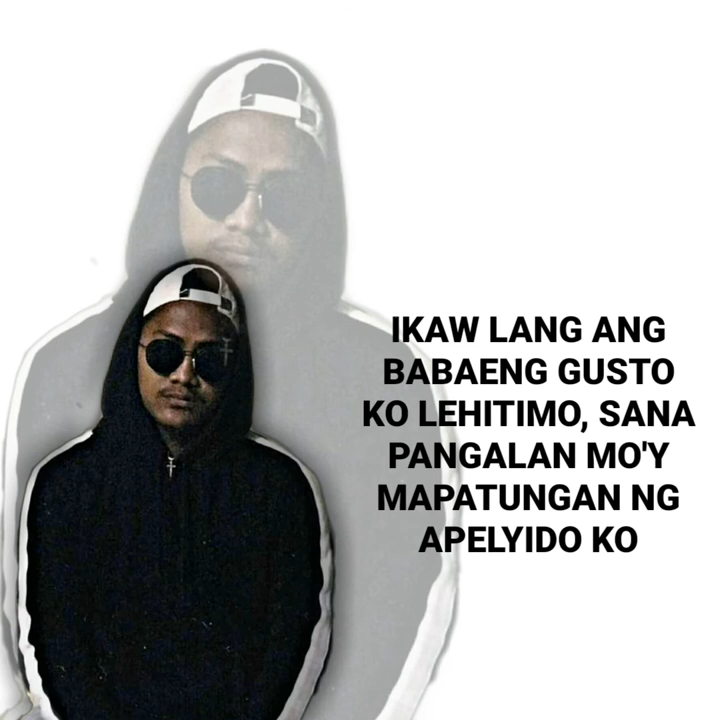 IKAW LANG ANG
BABAENG GUSTO
KO LEHITIMO, SANA
PANGALAN MO'Y
MAPATUNGAN NG
APELYIDO KO